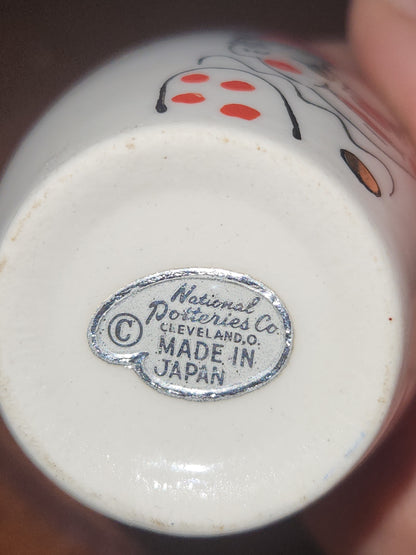 National
Potteries Co.
©
CLEVELAND, O.
MADE IN
JAPAN